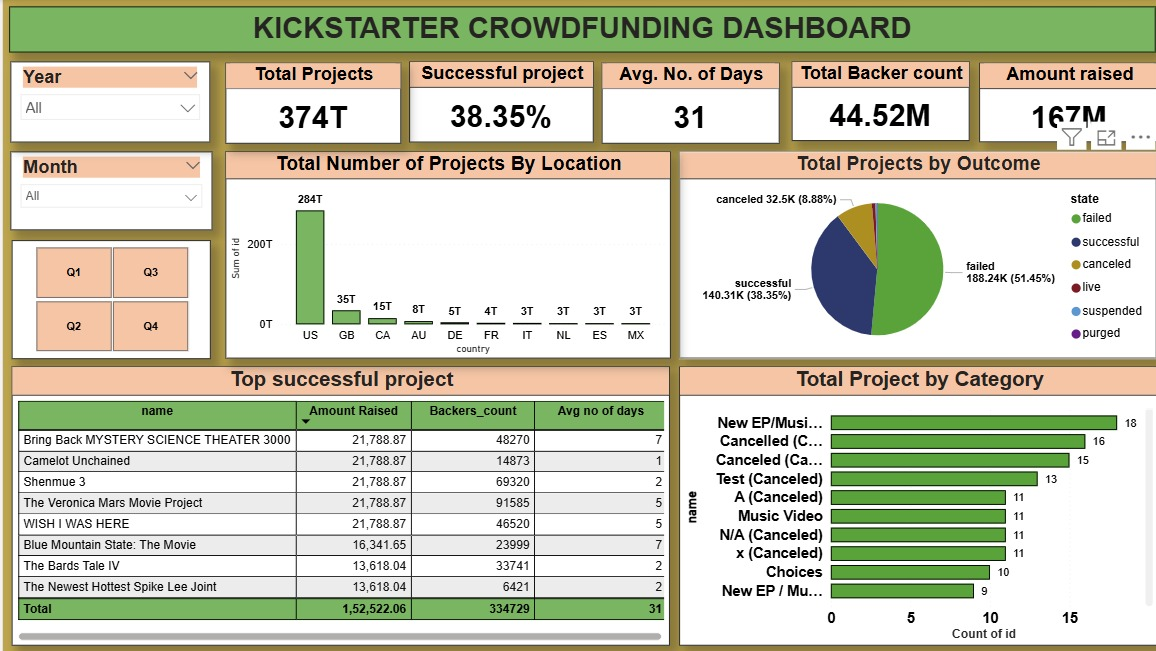 KICKSTARTER CROWDFUNDING DASHBOARD
Year
All
Total Projects
374T
Successful project
38.35%
Avg. No. of Days
31
Total Backer count
44.52M
Amount raised
167M
Month
All
Q1
Q3
Q2
Q4
Total Number of Projects By Location
Sum of id
200T
0T
284T
35T
15T
8T
5T
4T
3T
3T
3T
3T
US GB CA AU DE FR IT NL ES MX
country
Total Projects by Outcome
canceled 32.5K (8.88%)
successful
140.31K (38.35%)
failed
188.24K (51.45%)
state
failed
successful
canceled
live
suspended
purged
Top successful project
name Amount Raised Backers_count Avg no of days
Bring Back MYSTERY SCIENCE THEATER 3000 21,788.87 48270 7
Camelot Unchained 21,788.87 14873 1
Shenmue 3 21,788.87 69320 2
The Veronica Mars Movie Project 21,788.87 91585 5
WISH I WAS HERE 21,788.87 46520 5
Blue Mountain State: The Movie 16,341.65 23999 7
The Bards Tale IV 13,618.04 33741 2
The Newest Hottest Spike Lee Joint 13,618.04 6421 2
Total 1,52,522.06 334729 31
Total Project by Category
name
New EP/Musi... 18
Cancelled (C... 16
Canceled (Ca... 15
Test (Canceled) 13
A (Canceled) 11
Music Video 11
N/A (Canceled) 11
x (Canceled) 11
Choices 10
New EP / Mu... 9
0 5 10 15
Count of id